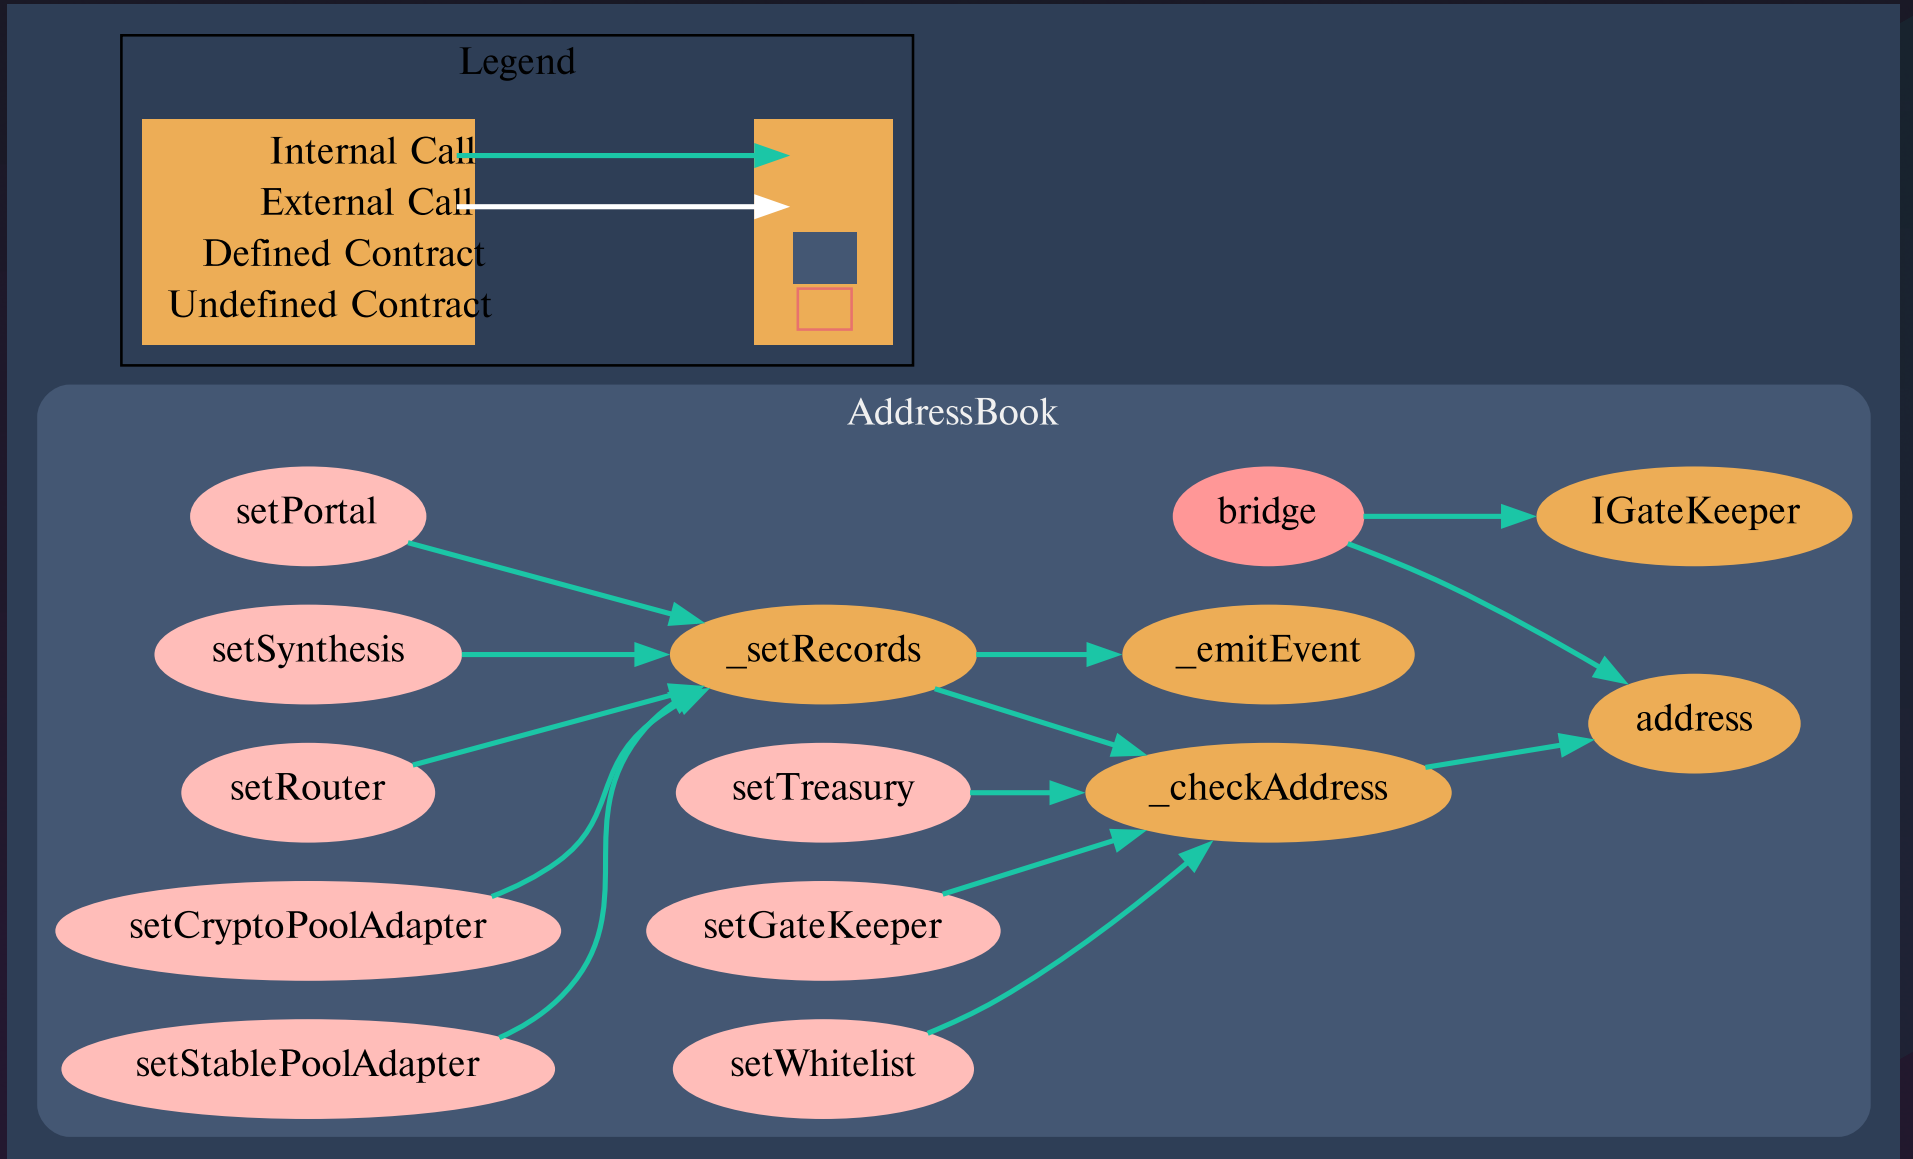 Legend
Internal Call
External Call
Defined Contract
Undefined Contract
AddressBook
setPortal
bridge
IGateKeeper
setSynthesis
_setRecords
_emitEvent
address
setRouter
setTreasury
_checkAddress
setCryptoPoolAdapter
setGateKeeper
setStablePoolAdapter
setWhitelist